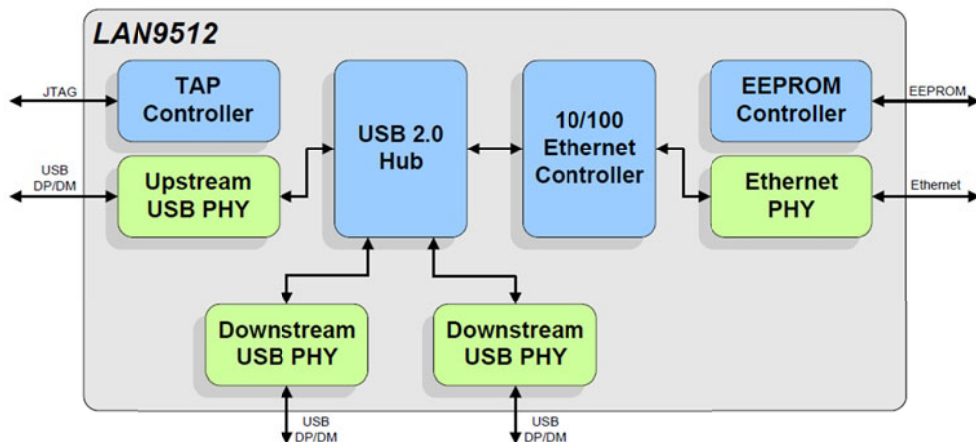 LAN9512
JTAG
TAP
Controller
USB 2.0
Hub
10/100
Ethernet
Controller
EEPROM
Controller
EEPROM
USB
DP/DM
Upstream
USB PHY
Ethernet
PHY
Ethernet
Downstream
USB PHY
Downstream
USB PHY
USB
DP/DM
USB
DP/DM